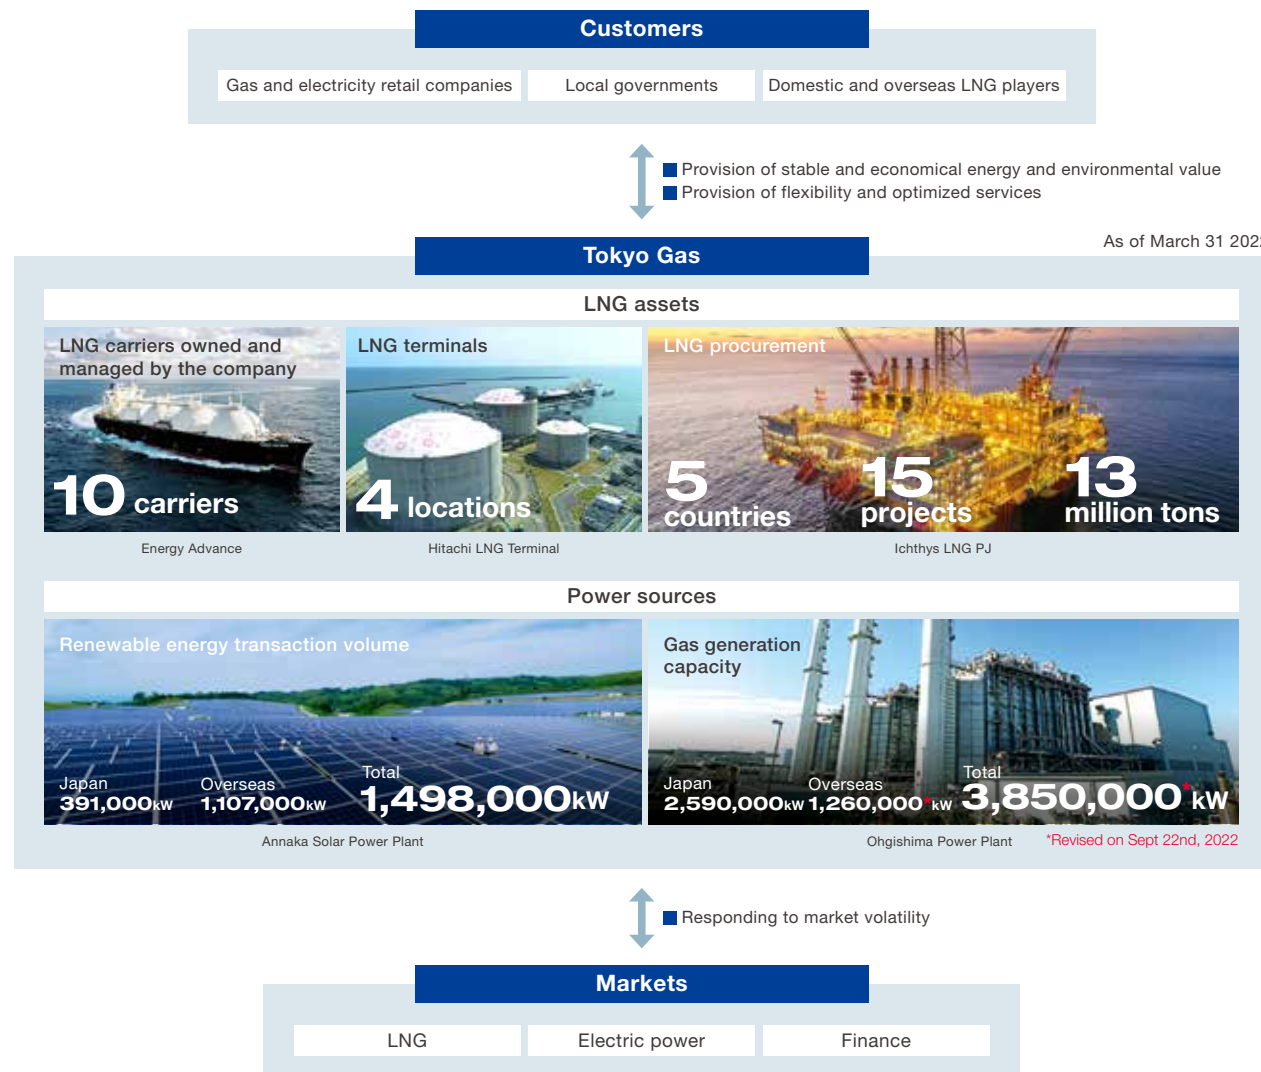 Customers
Gas and electricity retail companies
Local governments
Domestic and overseas LNG players
Provision of stable and economical energy and environmental value
Provision of flexibility and optimized services
As of March 31 202
Tokyo Gas
LNG assets
LNG carriers owned and
managed by the company
10 carriers
Energy Advance
LNG terminals
4 locations
Hitachi LNG Terminal
LNG procurement
5
countries
15
projects
13
million tons
Ichthys LNG PJ
Power sources
Renewable energy transaction volume
Japan
391,000kW
Overseas
1,107,000kW
Total
1,498,000kW
Annaka Solar Power Plant
Gas generation
capacity
Japan
2,590,000kW
Overseas
1,260,000*kW
Total
3,850,000*kW
Ohgishima Power Plant
*Revised on Sept 22nd, 2022
Responding to market volatility
Markets
LNG
Electric power
Finance